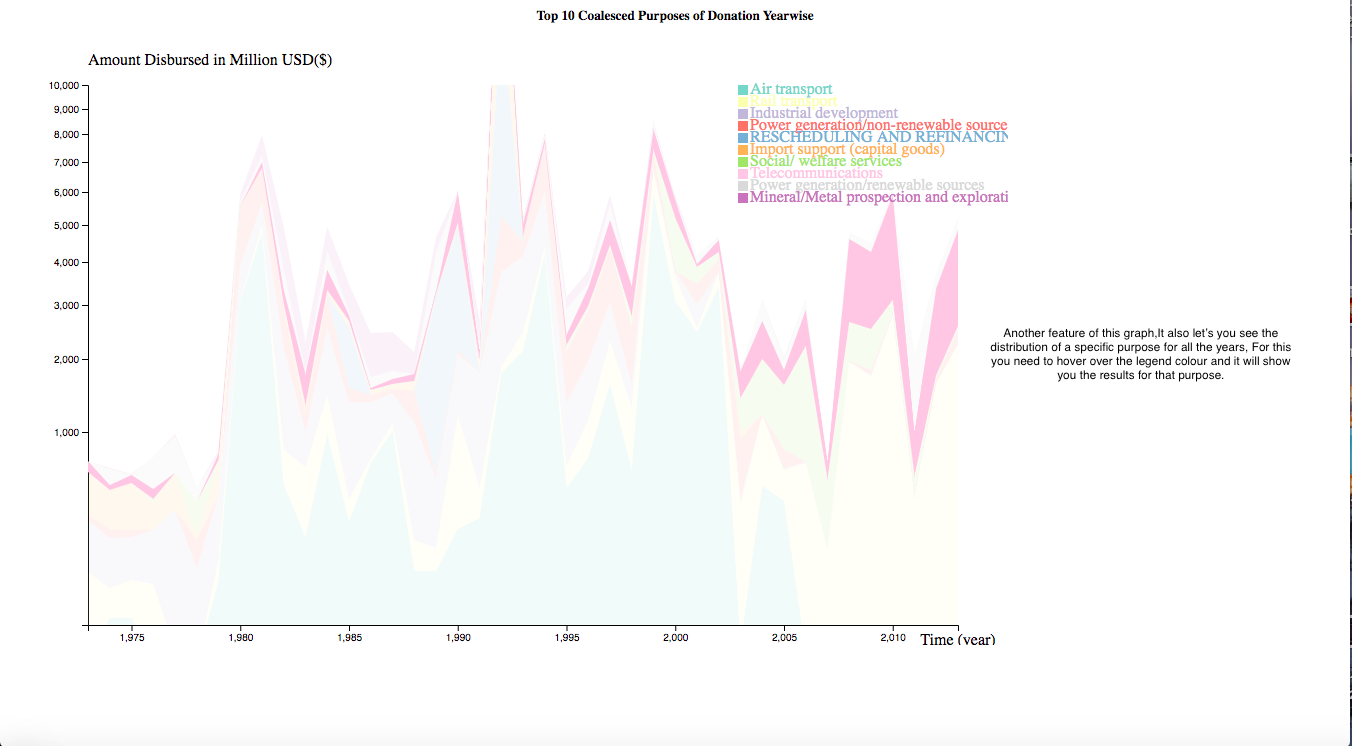 Top 10 Coalesced Purposes of Donation Yearwise
Amount Disbursed in Million USD($)
10,000
9,000
8,000
7,000
6,000
5,000
4,000
3,000
2,000
1,000
Air transport
Rail transport
Industrial development
Power generation/non-renewable source
RESCHEDULING AND REFINANCIN
Import support (capital goods)
Social/ welfare services
Telecommunications
Power generation/renewable sources
Mineral/Metal prospection and explorati
Another feature of this graph,It also let's you see the
distribution of a specific purpose for all the years, For this
you need to hover over the legend colour and it will show
you the results for that purpose.
1,975 1,980 1,985 1,990 1,995 2,000 2,005 2,010
Time (year)